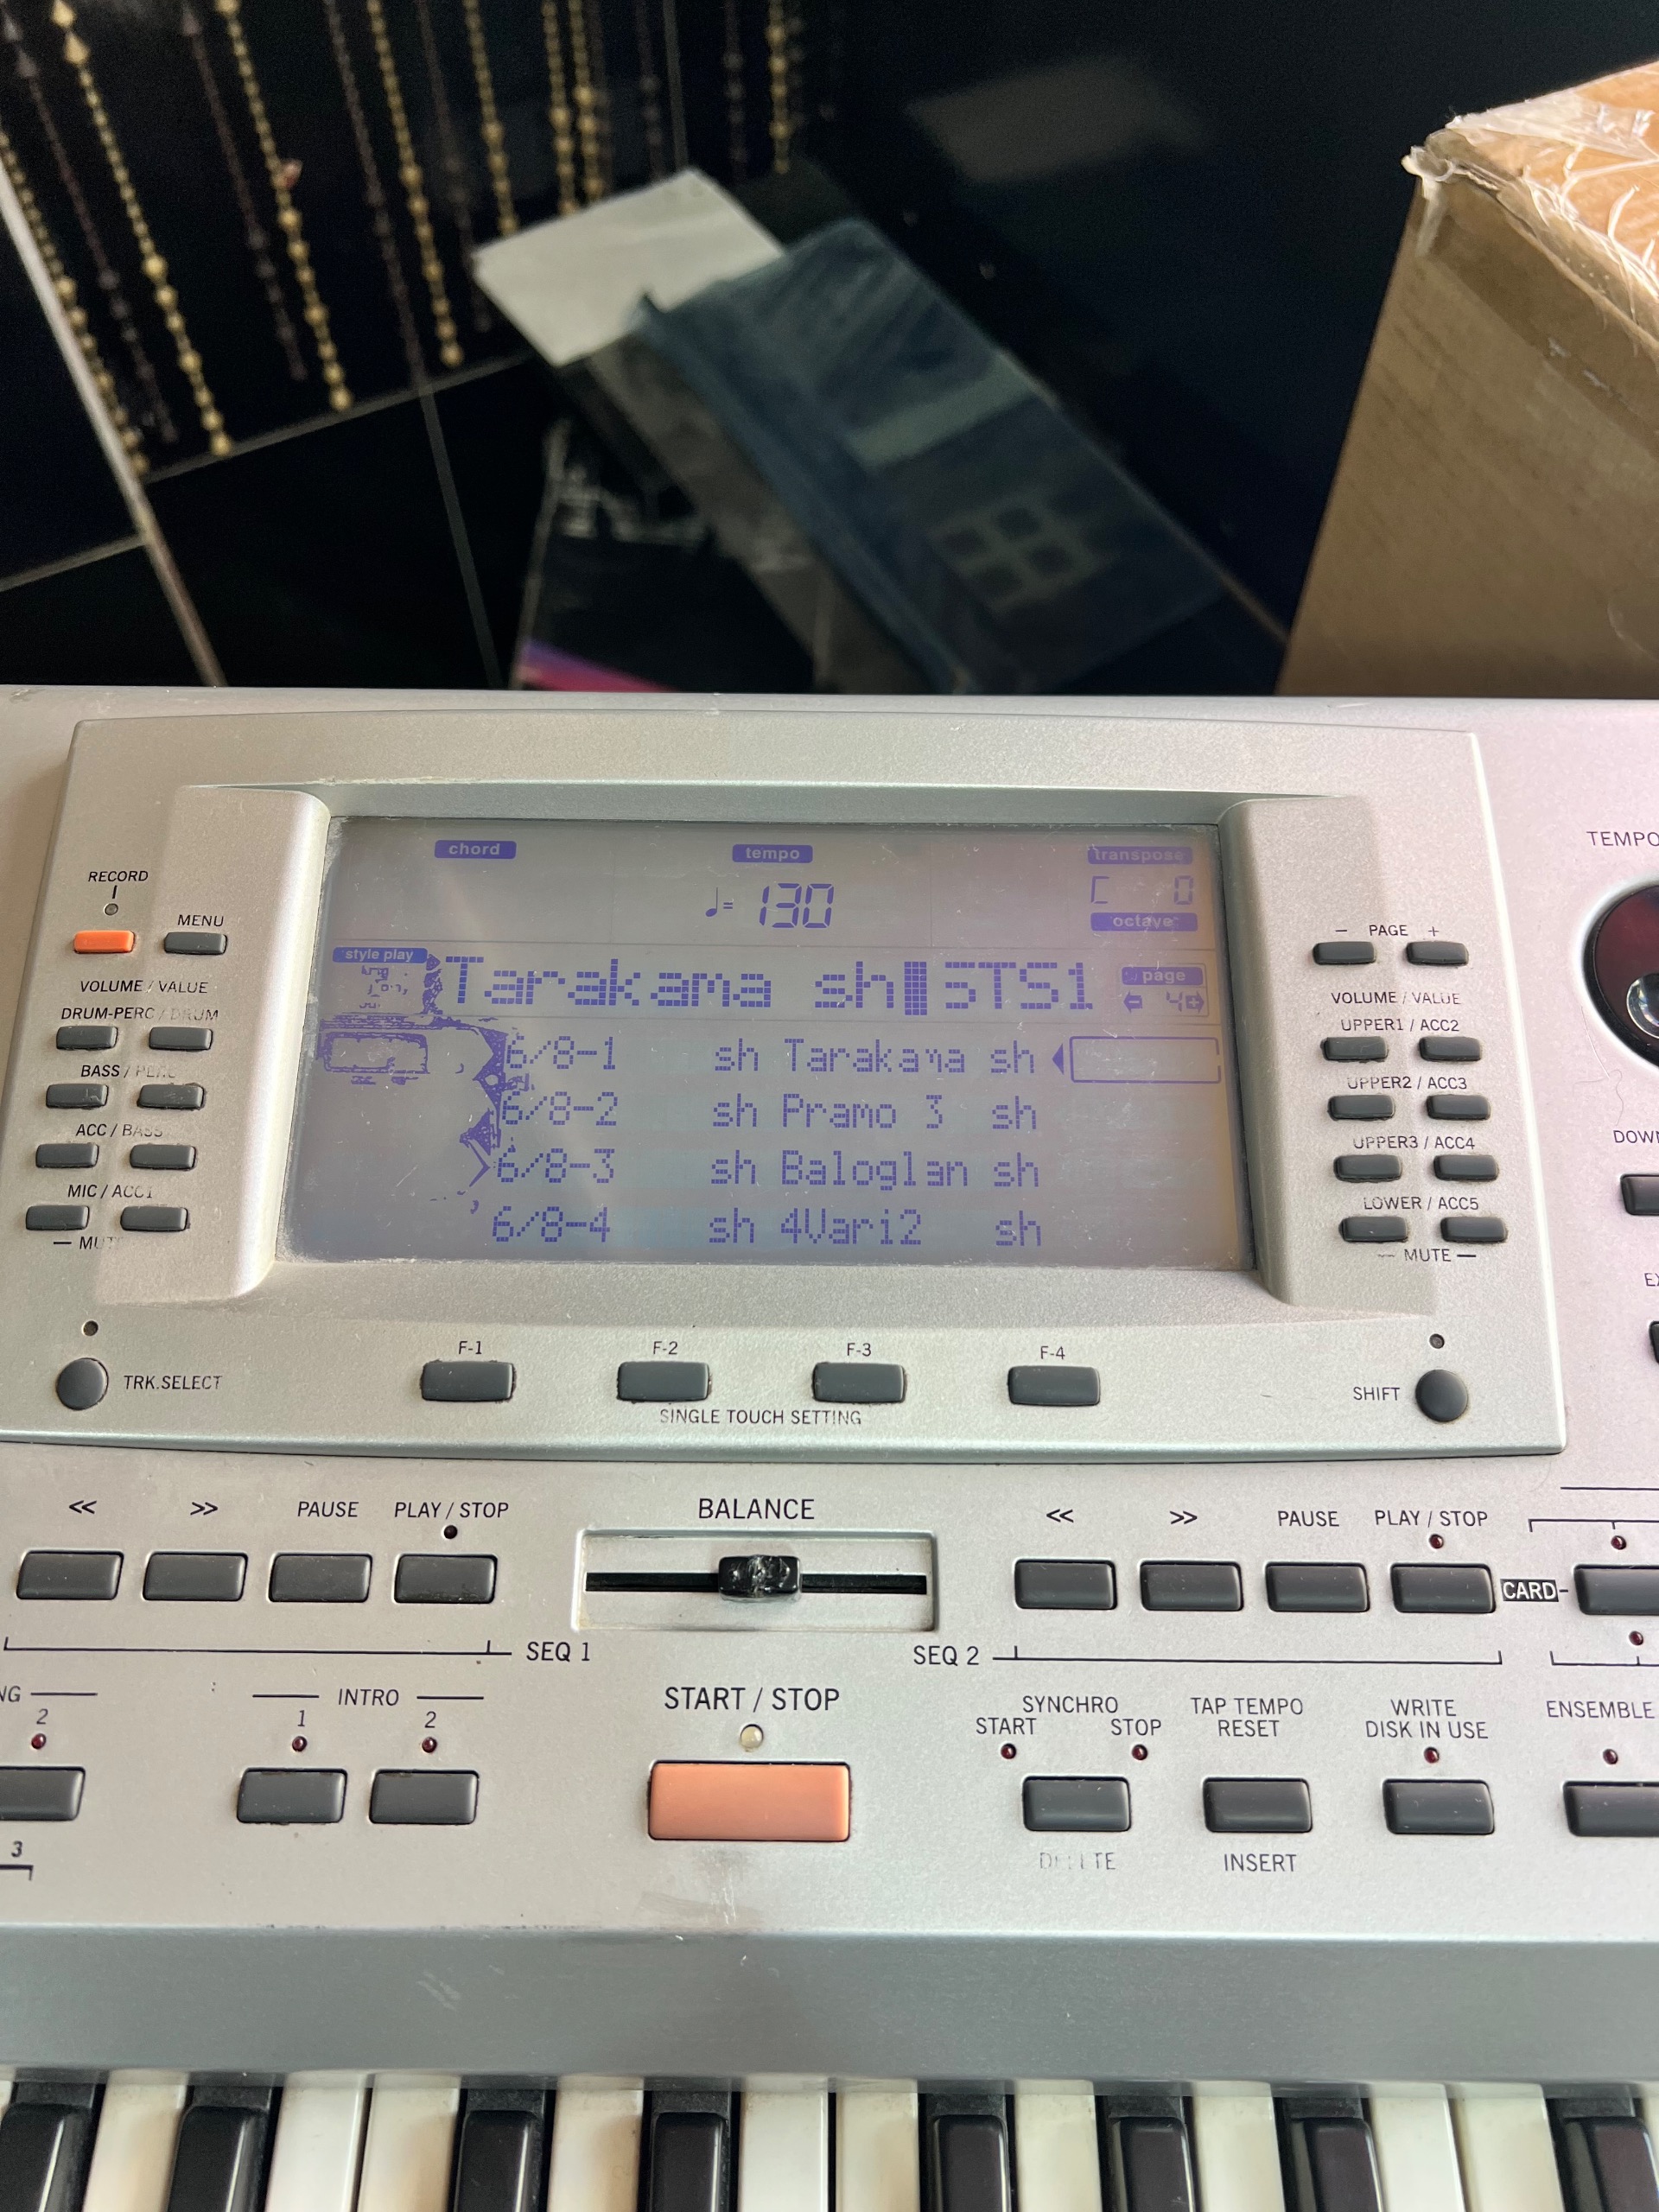 TEMPO
RECORD
MENU
VOLUME / VALUE
DRUM-PERC / DRUM
BASS /
ACC / BASS
MIC / ACC1
chord
tempo
transpose
♩= 130
[ 0
octave
style play
Tarakama sh STS1
page
6/8-1 sh Tarakama sh
6/8-2 sh Pramo 3 sh
6/8-3 sh Baloglan sh
6/8-4 sh 4Vari2 sh
- PAGE +
VOLUME / VALUE
UPPER1 / ACC2
UPPER2 / ACC3
UPPER3 / ACC4
LOWER / ACC5
— MUTE —
TRK.SELECT
F-1
F-2
F-3
F-4
SINGLE TOUCH SETTING
SHIFT
<<
>>
PAUSE
PLAY / STOP
BALANCE
<<
>>
PAUSE
PLAY / STOP
CARD
SEQ 1
SEQ 2
2
INTRO
1
2
START / STOP
SYNCHRO
START
STOP
TAP TEMPO
RESET
WRITE
DISK IN USE
ENSEMBLE
3
DELETE
INSERT